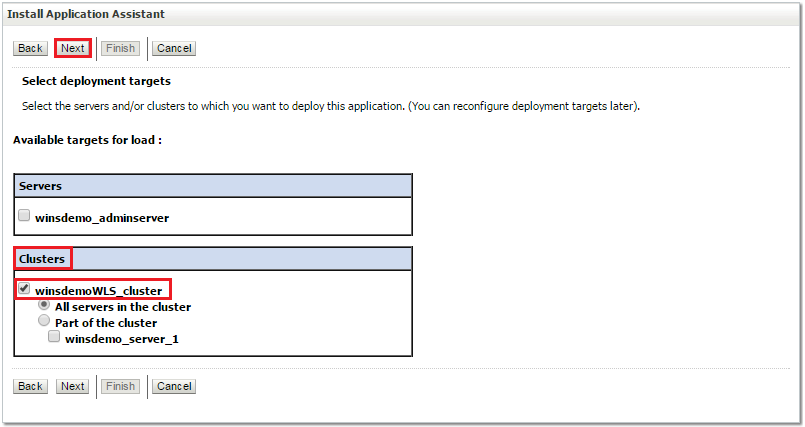 Install Application Assistant
Back Next Finish Cancel
Select deployment targets
Select the servers and/or clusters to which you want to deploy this application. (You can reconfigure deployment targets later).
Available targets for load :
Servers
winsdemo_adminserver
Clusters
winsdemoWLS_cluster
All servers in the cluster
Part of the cluster
winsdemo_server_1
Back Next Finish Cancel